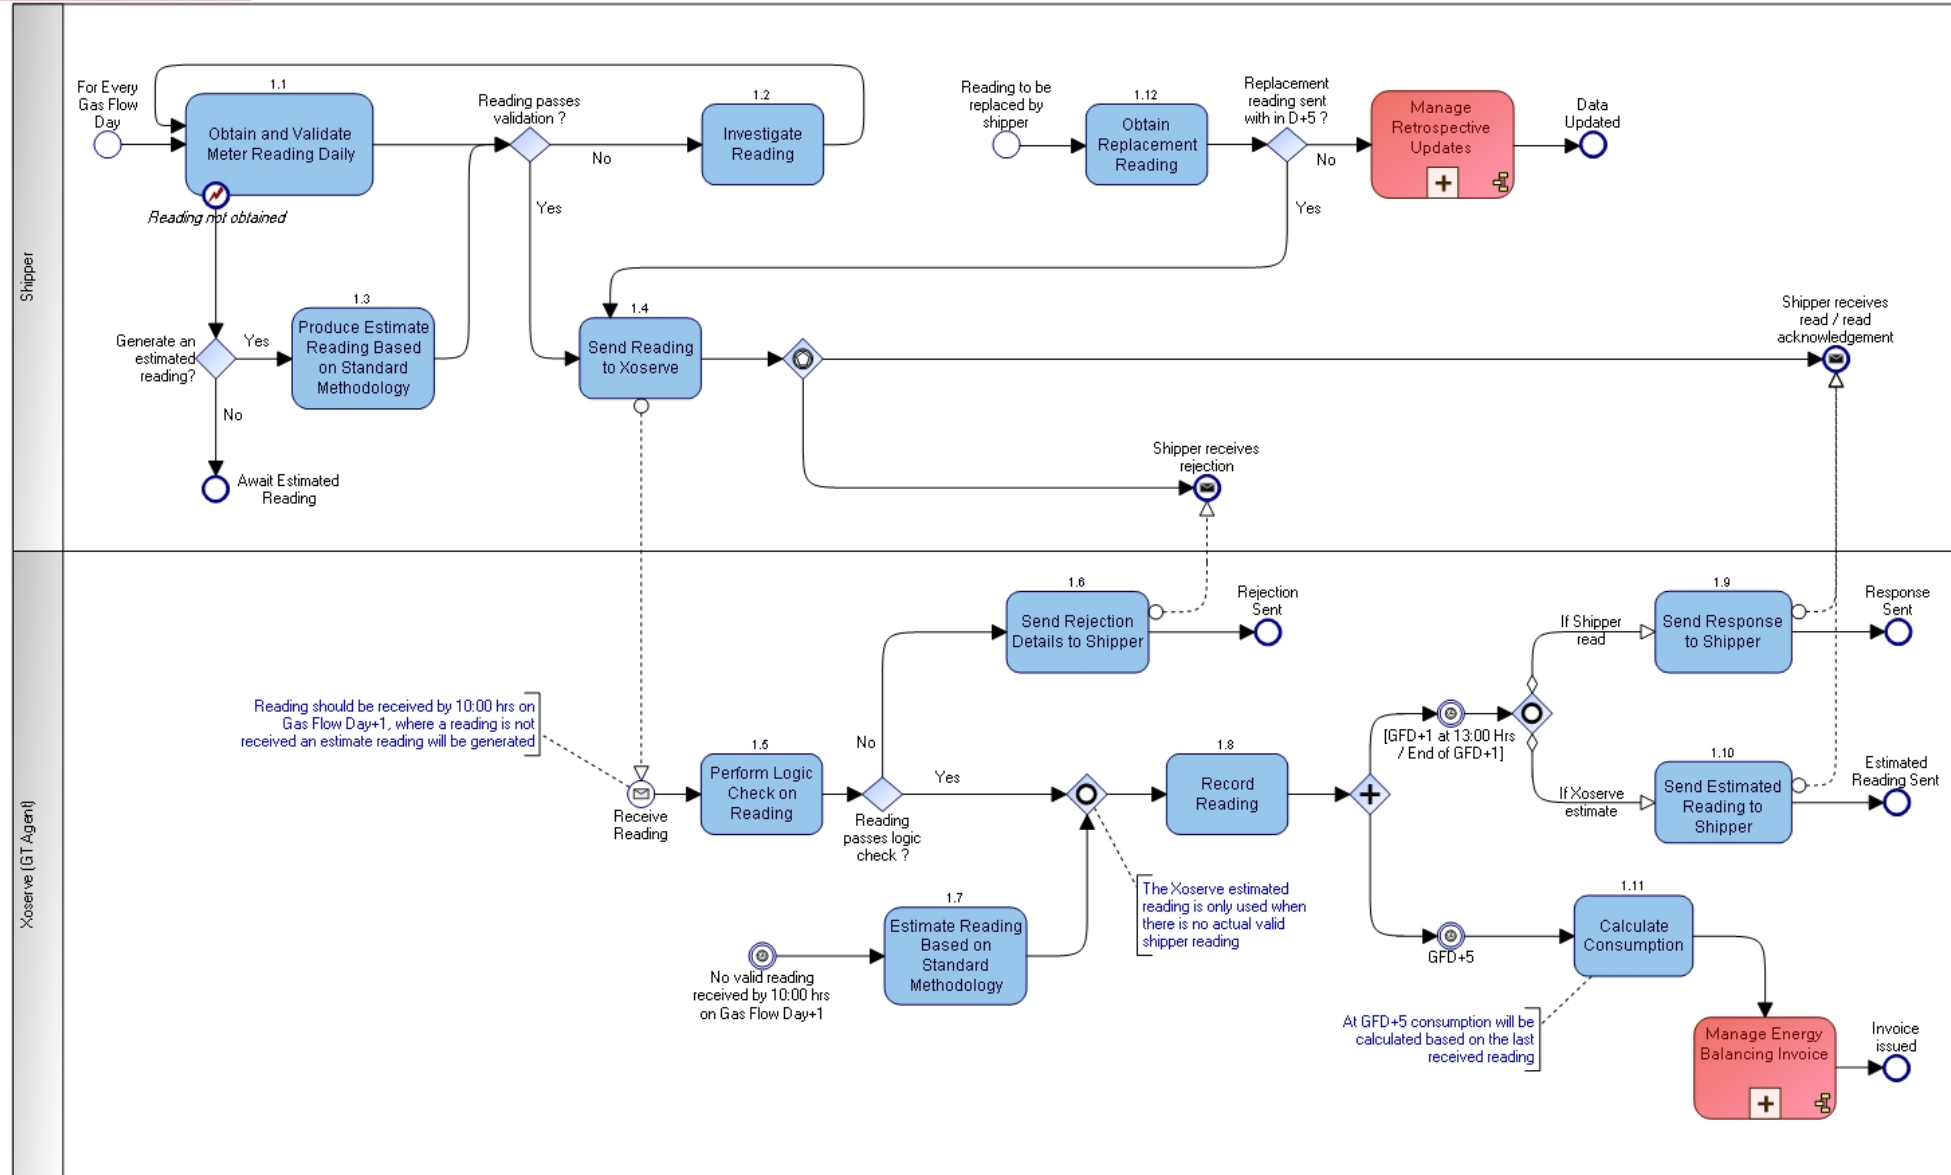 Shipper
For Every
Gas Flow
Day
1.1
Obtain and Validate
Meter Reading Daily
Reading not obtained
Reading passes
validation ?
No
Yes
1.2
Investigate
Reading
Reading to be
replaced by
shipper
1.12
Obtain
Replacement
Reading
Replacement
reading sent
with in D+5 ?
No
Yes
Manage
Retrospective
Updates
Data
Updated
Generate an
estimated
reading?
Yes
No
1.3
Produce Estimate
Reading Based
on Standard
Methodology
Await Estimated
Reading
1.4
Send Reading
to Xoserve
Shipper receives
rejection
Shipper receives
read / read
acknowledgement
Xoserve (GT Agent)
Reading should be received by 10:00 hrs on
Gas Flow Day+1, where a reading is not
received an estimate reading will be generated
Receive
Reading
1.5
Perform Logic
Check on
Reading
Reading
passes logic
check ?
No
Yes
1.6
Send Rejection
Details to Shipper
Rejection
Sent
No valid reading
received by 10:00 hrs
on Gas Flow Day+1
1.7
Estimate Reading
Based on
Standard
Methodology
The Xoserve estimated
reading is only used when
there is no actual valid
shipper reading
1.8
Record
Reading
[GFD+1 at 13:00 Hrs
/ End of GFD+1]
If Shipper
read
If Xoserve
estimate
1.9
Send Response
to Shipper
Response
Sent
1.10
Send Estimated
Reading to
Shipper
Estimated
Reading Sent
GFD+5
1.11
Calculate
Consumption
At GFD+5 consumption will be
calculated based on the last
received reading
Manage Energy
Balancing Invoice
Invoice
issued